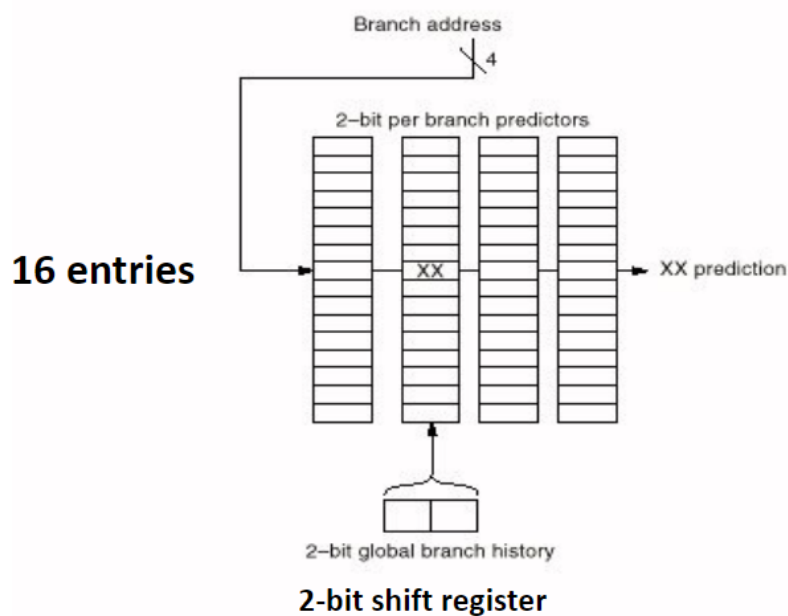 Branch address
4
2-bit per branch predictors
16 entries
XX
XX prediction
2-bit global branch history
2-bit shift register